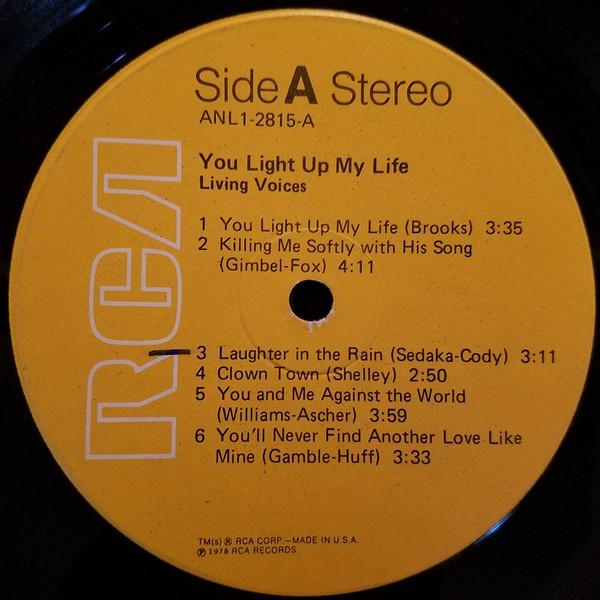 Side A Stereo
ANL1-2815-A
RCA
You Light Up My Life
Living Voices
1 You Light Up My Life (Brooks) 3:35
2 Killing Me Softly with His Song
(Gimbel-Fox) 4:11
3 Laughter in the Rain (Sedaka-Cody) 3:11
4 Clown Town (Shelley) 2:50
5 You and Me Against the World
(Williams-Ascher) 3:59
6 You'll Never Find Another Love Like
Mine (Gamble-Huff) 3:33
TM(s) ® RCA CORP.—MADE IN U.S.A.
℗ 1978 RCA RECORDS